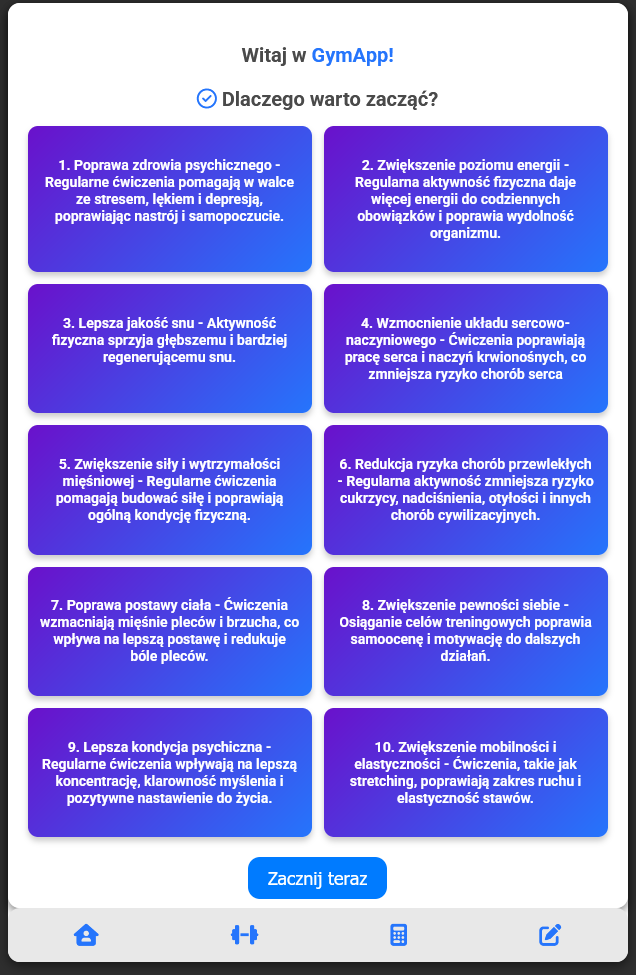 Witaj w GymApp!
Dlaczego warto zacząć?
1. Poprawa zdrowia psychicznego -
Regularne ćwiczenia pomagają w walce
ze stresem, lękiem i depresją,
poprawiając nastrój i samopoczucie.
2. Zwiększenie poziomu energii -
Regularna aktywność fizyczna daje
więcej energii do codziennych
obowiązków i poprawia wydolność
organizmu.
3. Lepsza jakość snu - Aktywność
fizyczna sprzyja głębszemu i bardziej
regenerującemu snu.
4. Wzmocnienie układu sercowo-
naczyniowego - Ćwiczenia poprawiają
pracę serca i naczyń krwionośnych, co
zmniejsza ryzyko chorób serca
5. Zwiększenie siły i wytrzymałości
mięśniowej - Regularne ćwiczenia
pomagają budować siłę i poprawiają
ogólną kondycję fizyczną.
6. Redukcja ryzyka chorób przewlekłych
- Regularna aktywność zmniejsza ryzyko
cukrzycy, nadciśnienia, otyłości i innych
chorób cywilizacyjnych.
7. Poprawa postawy ciała - Ćwiczenia
wzmacniają mięśnie pleców i brzucha, co
wpływa na lepszą postawę i redukuje
bóle pleców.
8. Zwiększenie pewności siebie -
Osiąganie celów treningowych poprawia
samoocenę i motywację do dalszych
działań.
9. Lepsza kondycja psychiczna -
Regularne ćwiczenia wpływają na lepszą
koncentrację, klarowność myślenia i
pozytywne nastawienie do życia.
10. Zwiększenie mobilności i
elastyczności - Ćwiczenia, takie jak
stretching, poprawiają zakres ruchu i
elastyczność stawów.
Zacznij teraz